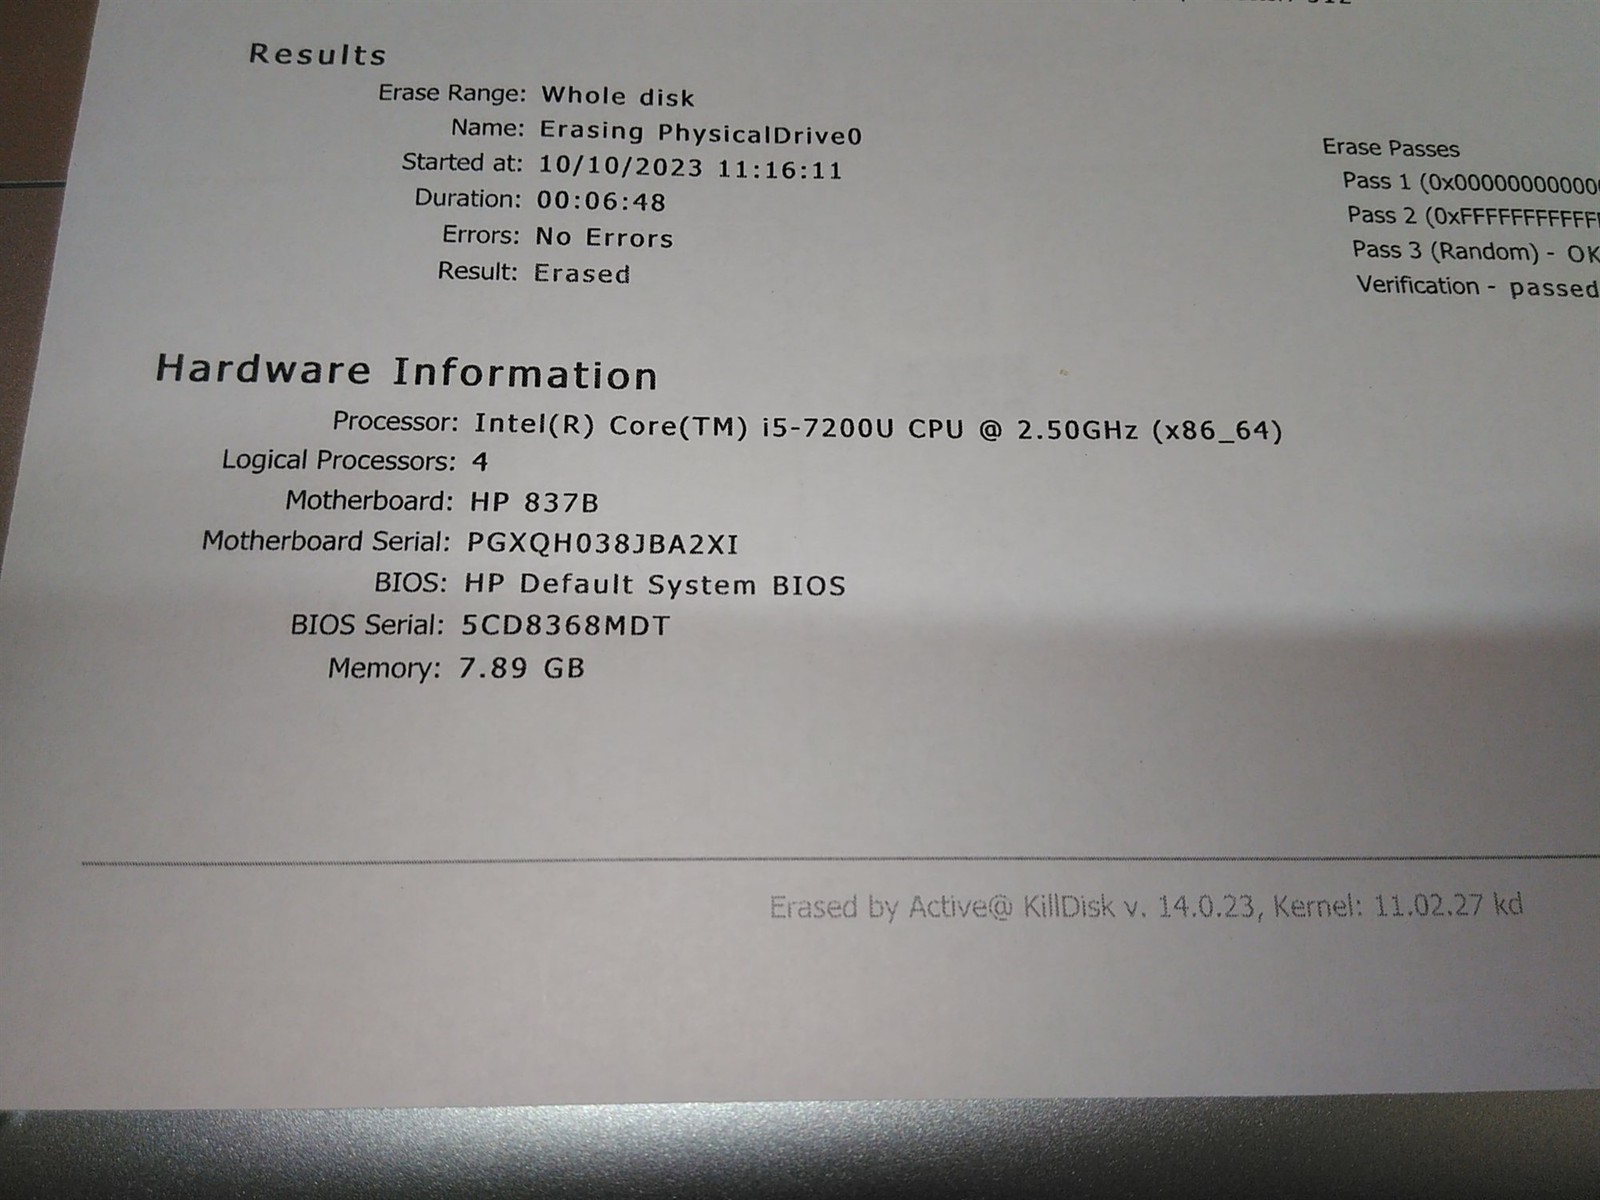 Results
Erase Range: Whole disk
Name: Erasing PhysicalDrive0
Started at: 10/10/2023 11:16:11
Duration: 00:06:48
Errors: No Errors
Result: Erased
Erase Passes
Pass 1 (0x000000000000
Pass 2 (0xFFFFFFFFFFFF
Pass 3 (Random) - OK
Verification - passed
Hardware Information
Processor: Intel(R) Core(TM) i5-7200U CPU @ 2.50GHz (x86_64)
Logical Processors: 4
Motherboard: HP 837B
Motherboard Serial: PGXQH038JBA2XI
BIOS: HP Default System BIOS
BIOS Serial: 5CD8368MDT
Memory: 7.89 GB
Erased by Active@ KillDisk v. 14.0.23, Kernel: 11.02.27 kd